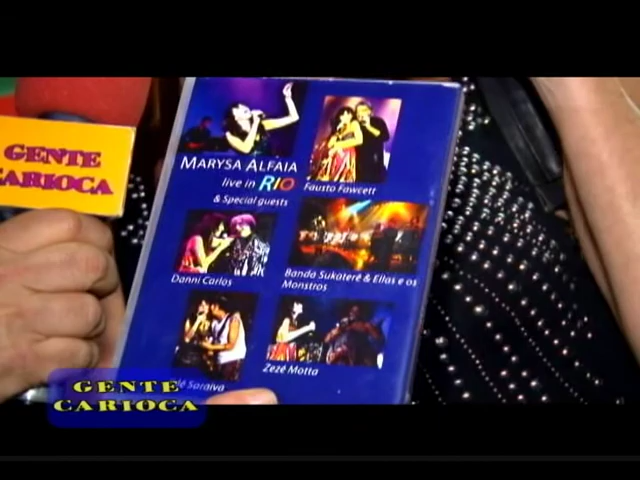 GENTE
CARIOCA
MARYSA ALFAIA
live in RIO
& Special guests
Fausto Fawcett
Danni Carlos
Banda Sukaterê & Ellas e os
Monstros
Saraiva
Zezé Motta
GENTE
CARIOCA